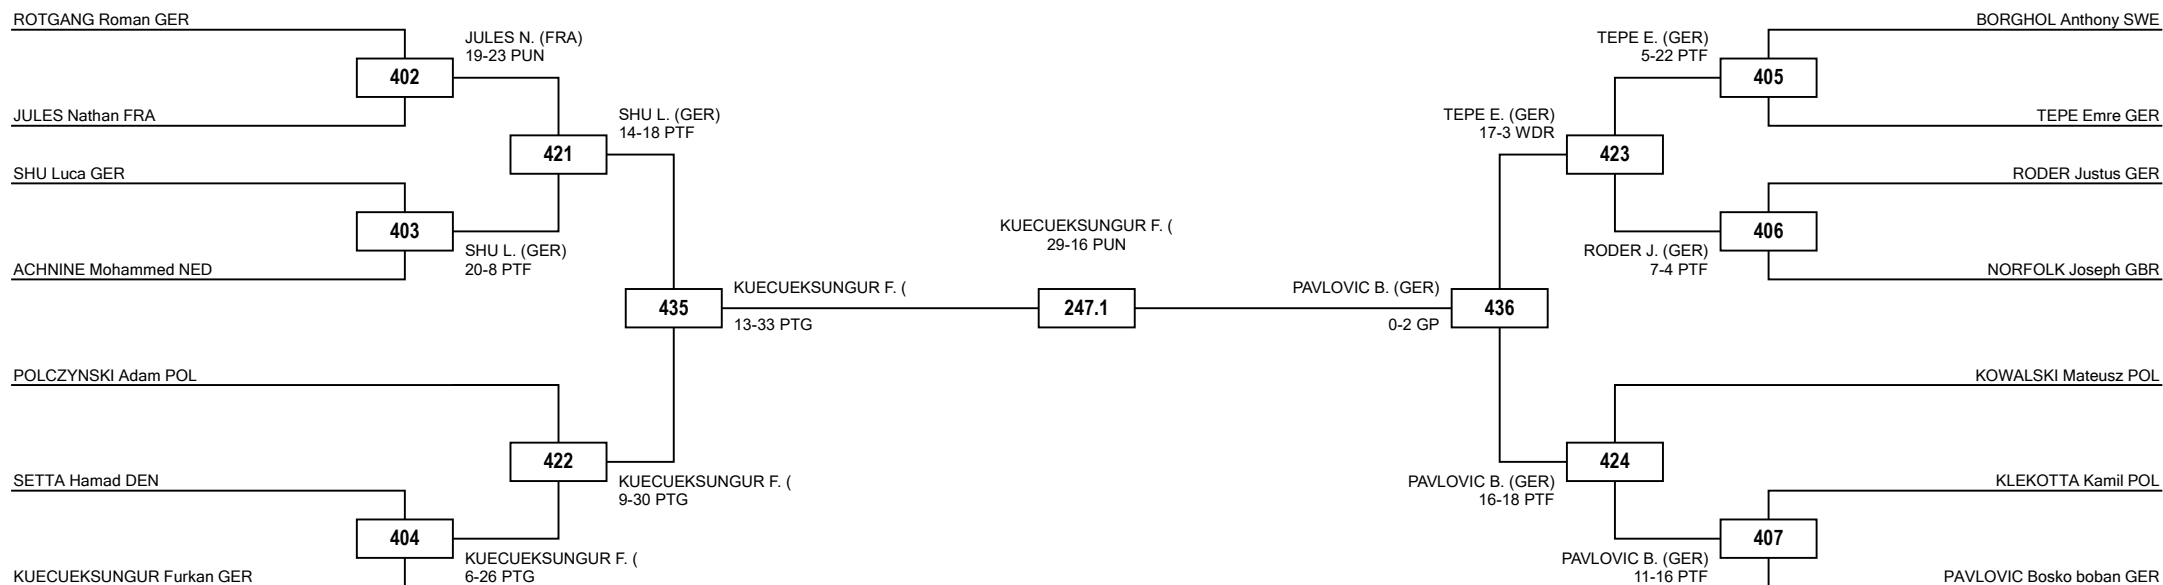 ROTGANG Roman GER
JULES N. (FRA)
19-23 PUN
402
JULES Nathan FRA
SHU L. (GER)
14-18 PTF
421
SHU Luca GER
403
SHU L. (GER)
20-8 PTF
ACHNINE Mohammed NED
435
KUECUEKSUNGUR F. (
13-33 PTG
POLCZYNSKI Adam POL
422
KUECUEKSUNGUR F. (
9-30 PTG
SETTA Hamad DEN
404
KUECUEKSUNGUR F. (
6-26 PTG
KUECUEKSUNGUR Furkan GER
KUECUEKSUNGUR F. (
29-16 PUN
247.1
BORGHOL Anthony SWE
TEPE E. (GER)
5-22 PTF
405
TEPE Emre GER
TEPE E. (GER)
17-3 WDR
423
RODER Justus GER
406
RODER J. (GER)
7-4 PTF
NORFOLK Joseph GBR
PAVLOVIC B. (GER)
0-2 GP
436
KOWALSKI Mateusz POL
424
PAVLOVIC B. (GER)
16-18 PTF
KLEKOTTA Kamil POL
407
PAVLOVIC B. (GER)
11-16 PTF
PAVLOVIC Bosko boban GER